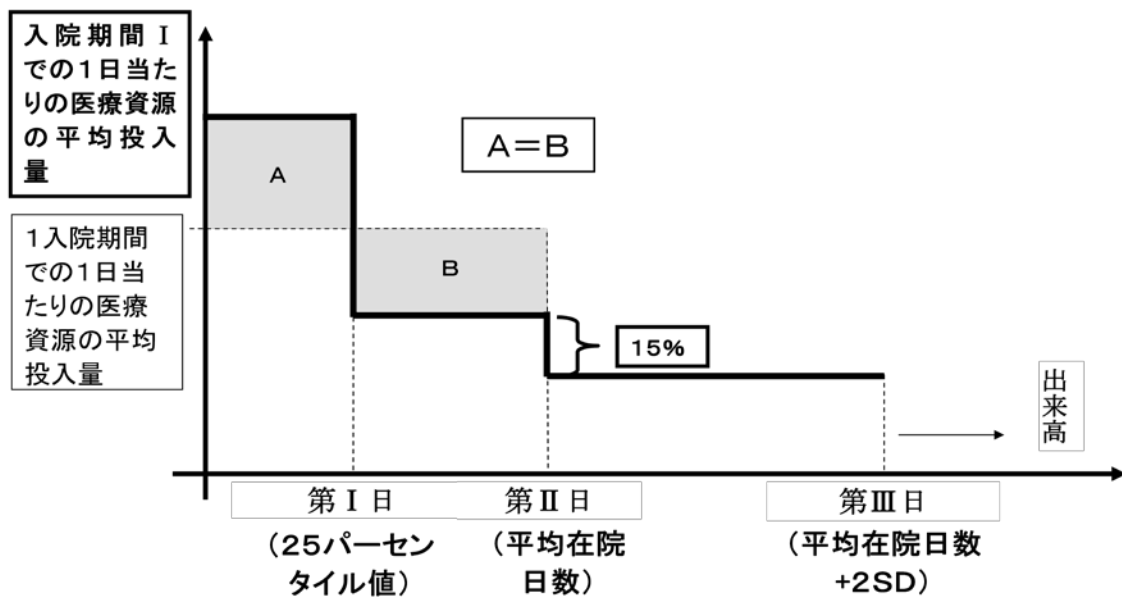 入院期間Ⅰ
での1日当た
りの医療資源
の平均投入
量
A=B
A
1入院期間
での1日当
たりの医療
資源の平均
投入量
B
15%
出来高
第Ⅰ日
第Ⅱ日
第Ⅲ日
(25パーセン
タイル値)
(平均在院
日数)
(平均在院日数
+2SD)